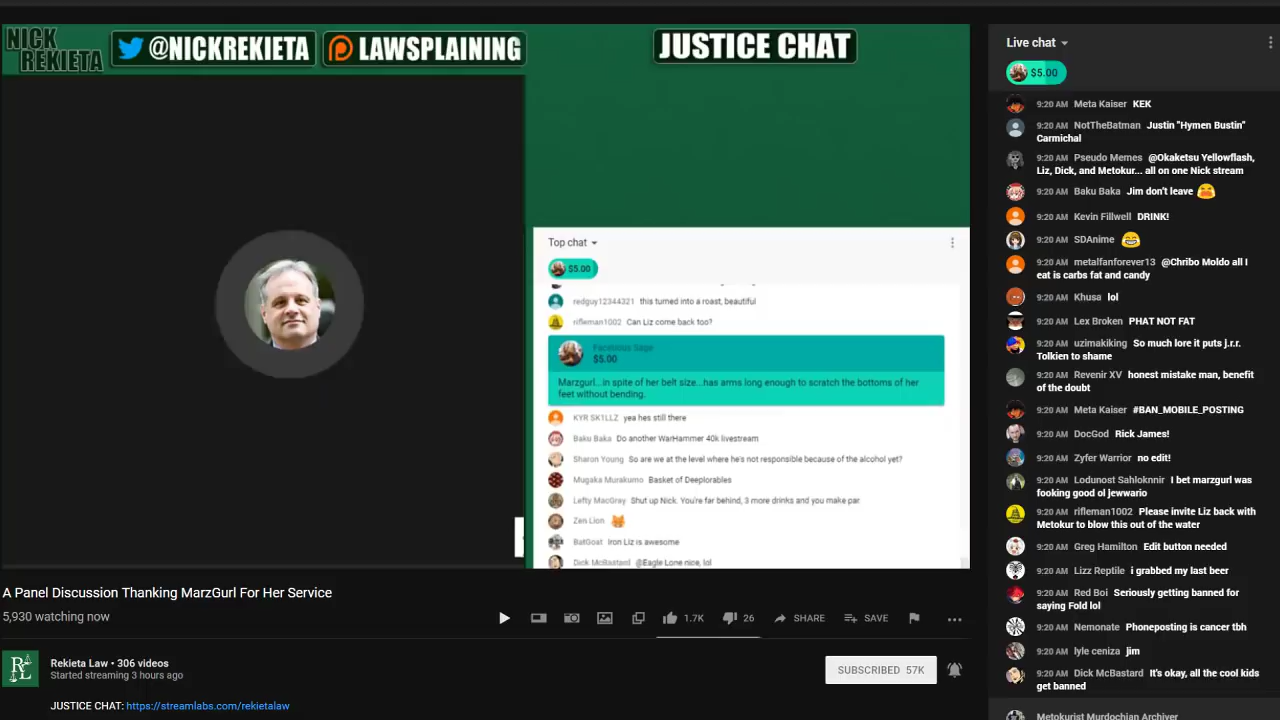 NICK
REKIETA
@NICKREKIETA
LAWSPLAINING
JUSTICE CHAT
Top chat
$5.00
redguy12344321 this turned into a roast, beautiful
rifleman1002 Can Liz come back too?
$5.00
Marzgurl...in spite of her belt size...has arms long enough to scratch the bottoms of her
feet without bending.
KYR SK1LLZ yea hes still there
Baku Baka Do another WarHammer 40k livestream
Sharon Young So are we at the level where he's not responsible because of the alcohol yet?
Mugaka Murakumo Basket of Deeplorables
Lefty MacGray Shut up Nick. You're far behind, 3 more drinks and you make par.
Zen Lion
BatGoat Iron Liz is awesome
Dick McBastard @Eagle Lone nice, lol
A Panel Discussion Thanking MarzGurl For Her Service
5,930 watching now
1.7K
26
SHARE
SAVE
RL
Rekieta Law • 306 videos
Started streaming 3 hours ago
SUBSCRIBED 57K
JUSTICE CHAT: https://streamlabs.com/rekietalaw
Live chat
$5.00
9:20 AM Meta Kaiser KEK
9:20 AM NotTheBatman Justin "Hymen Bustin"
Carmichal
9:20 AM Pseudo Memes @Okaketsu Yellowflash,
Liz, Dick, and Metokur... all on one Nick stream
9:20 AM Baku Baka Jim don't leave
9:20 AM Kevin Fillwell DRINK!
9:20 AM SDAnime
9:20 AM metalfanforever13 @Chribo Moldo all I
eat is carbs fat and candy
9:20 AM Khusa lol
9:20 AM Lex Broken PHAT NOT FAT
9:20 AM uzimakiking So much lore it puts j.r.r.
Tolkien to shame
9:20 AM Revenir XV honest mistake man, benefit
of the doubt
9:20 AM Meta Kaiser #BAN_MOBILE_POSTING
9:20 AM DocGod Rick James!
9:20 AM Zyfer Warrior no edit!
9:20 AM Lodunost Sahloknnir I bet marzgurl was
fooking good ol jewwario
9:20 AM rifleman1002 Please invite Liz back with
Metokur to blow this out of the water
9:20 AM Greg Hamilton Edit button needed
9:20 AM Lizz Reptile i grabbed my last beer
9:20 AM Red Boi Seriously getting banned for
saying Fold lol
9:20 AM Nemonate Phoneposting is cancer tbh
9:20 AM lyle ceniza jim
9:20 AM Dick McBastard It's okay, all the cool kids
get banned
Metokurist Murdochian Archiver